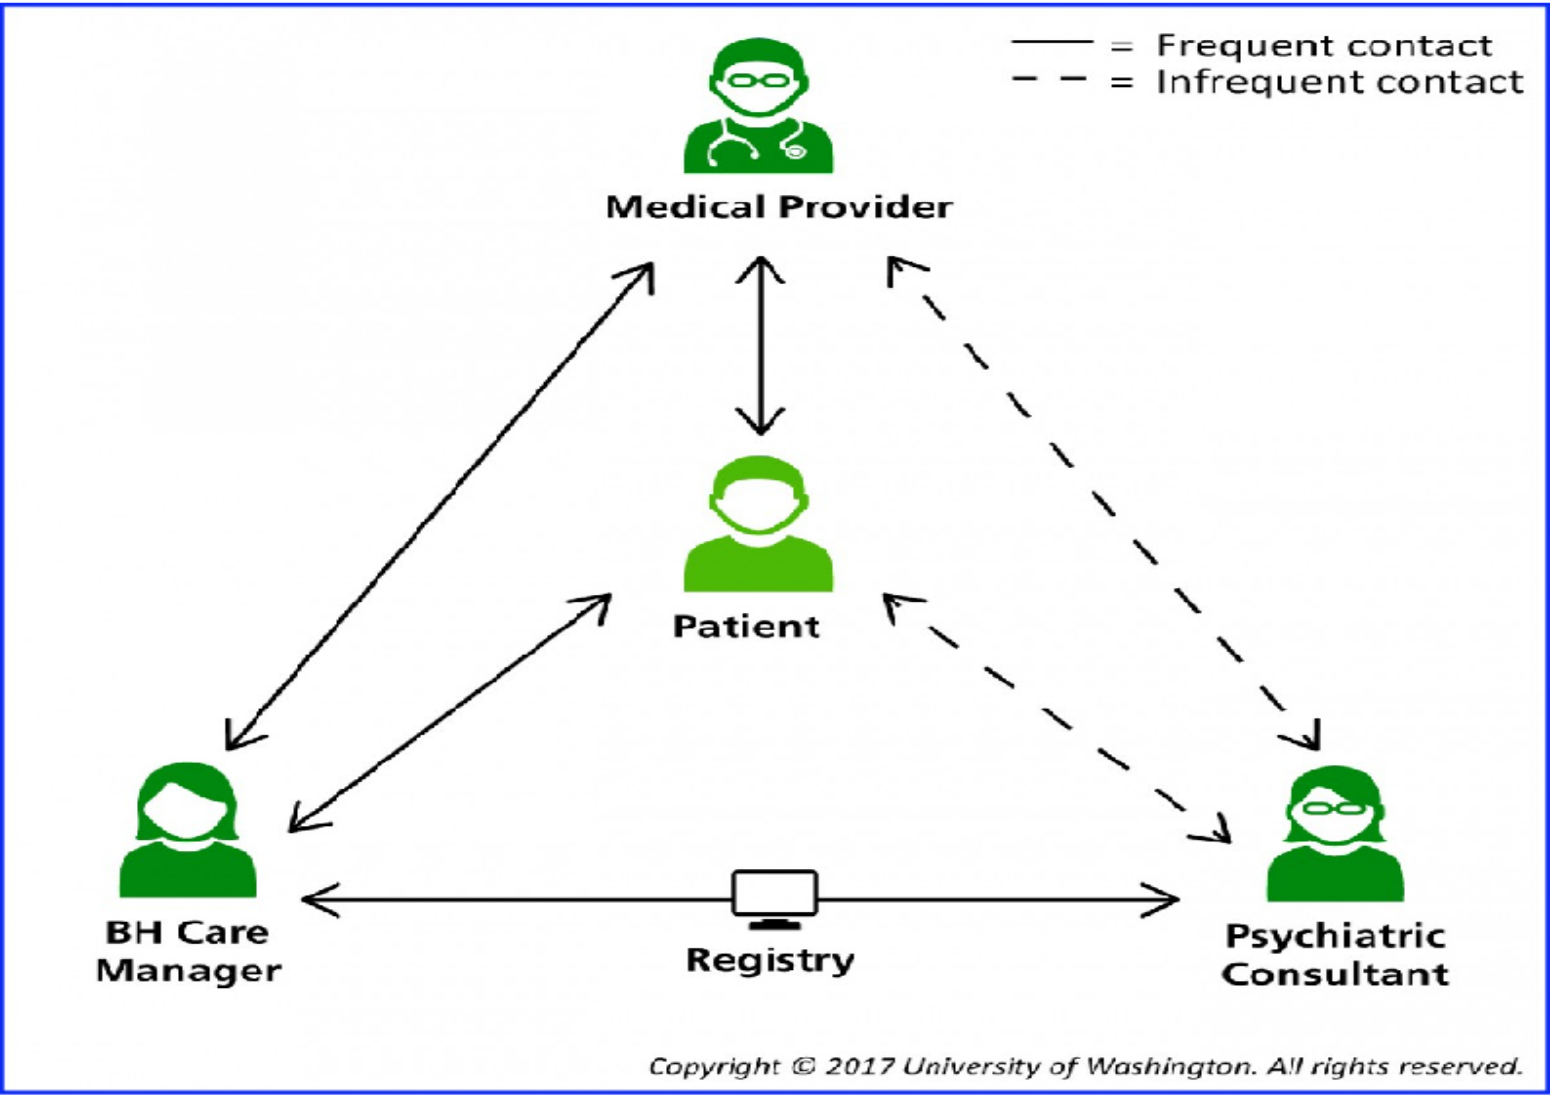 = Frequent contact
= Infrequent contact
Medical Provider
Patient
BH Care
Manager
Registry
Psychiatric
Consultant
Copyright © 2017 University of Washington. All rights reserved.